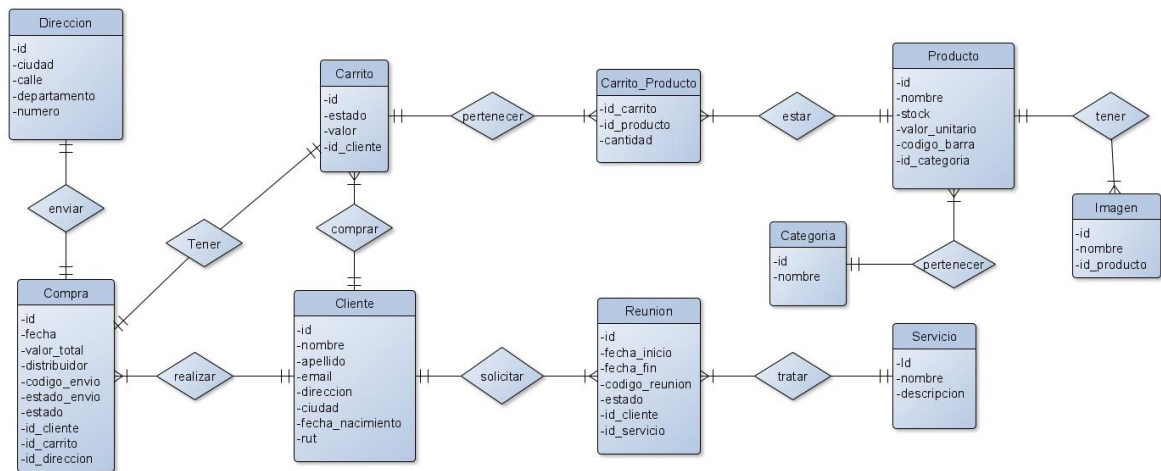 Direccion
-id
-ciudad
-calle
-departamento
-numero
enviar
Compra
-id
-fecha
-valor_total
-distribuidor
-codigo_envio
-estado_envio
-estado
-id_cliente
-id_carrito
-id_direccion
Tener
realizar
Carrito
-id
-estado
-valor
-id_cliente
comprar
Cliente
-id
-nombre
-apellido
-email
-direccion
-ciudad
-fecha_nacimiento
-rut
pertenecer
solicitar
Carrito_Producto
-id_carrito
-id_producto
-cantidad
Reunion
-id
-fecha_inicio
-fecha_fin
-codigo_reunion
-estado
-id_cliente
-id_servicio
estar
tratar
Producto
-id
-nombre
-stock
-valor_unitario
-codigo_barra
-id_categoria
Categoria
-id
-nombre
pertenecer
Servicio
-Id
-nombre
-descripcion
tener
Imagen
-id
-nombre
-id_producto